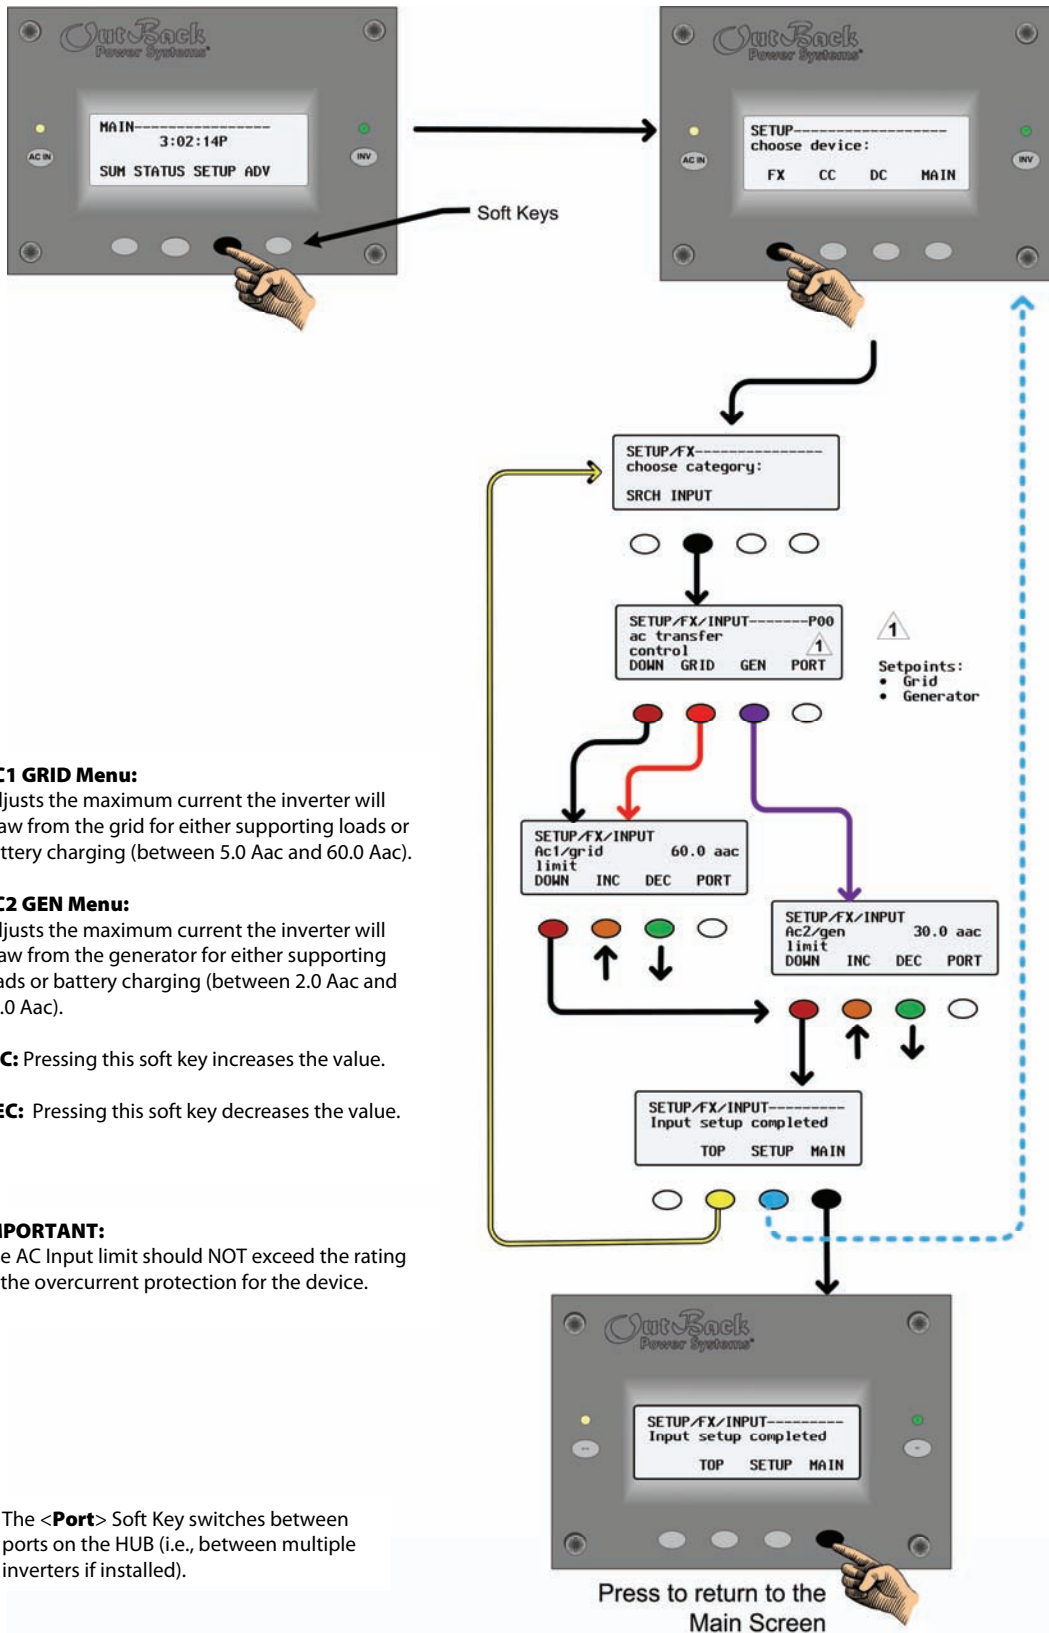 OutBack
Power Systems
MAIN----------------
3:02:14P
SUM STATUS SETUP ADV
AC IN
INV
Soft Keys
OutBack
Power Systems
SETUP------------------
choose device:
FX CC DC MAIN
AC IN
INV
SETUP/FX---------------
choose category:
SRCH INPUT
SETUP/FX/INPUT-------P00
ac transfer
control
1
DOWN GRID GEN PORT
1
Setpoints:
• Grid
• Generator
C1 GRID Menu:
djusts the maximum current the inverter will
aw from the grid for either supporting loads or
ttery charging (between 5.0 Aac and 60.0 Aac).
C2 GEN Menu:
djusts the maximum current the inverter will
aw from the generator for either supporting
ads or battery charging (between 2.0 Aac and
.0 Aac).
C: Pressing this soft key increases the value.
EC: Pressing this soft key decreases the value.
SETUP/FX/INPUT
Ac1/grid 60.0 aac
limit
DOWN INC DEC PORT
SETUP/FX/INPUT
Ac2/gen 30.0 aac
limit
DOWN INC DEC PORT
SETUP/FX/INPUT---------
Input setup completed
TOP SETUP MAIN
MPORTANT:
e AC Input limit should NOT exceed the rating
the overcurrent protection for the device.
OutBack
Power Systems
SETUP/FX/INPUT---------
Input setup completed
TOP SETUP MAIN
The <Port> Soft Key switches between
ports on the HUB (i.e., between multiple
inverters if installed).
Press to return to the
Main Screen